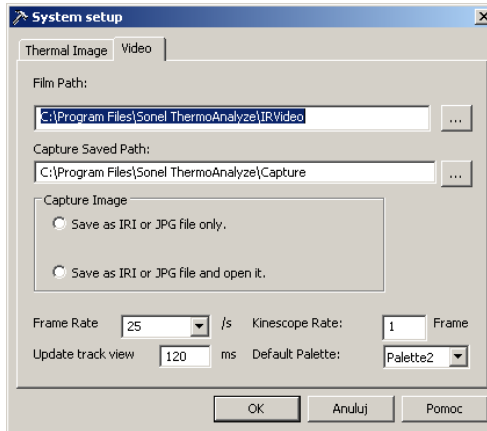 System setup
Thermal Image Video
Film Path:
C:\Program Files\Sonel ThermoAnalyze\IRVideo ...
Capture Saved Path:
C:\Program Files\Sonel ThermoAnalyze\Capture ...
Capture Image
Save as IRI or JPG file only.
Save as IRI or JPG file and open it.
Frame Rate 25 /s Kinescope Rate: 1 Frame
Update track view 120 ms Default Palette: Palette2
OK Anuluj Pomoc